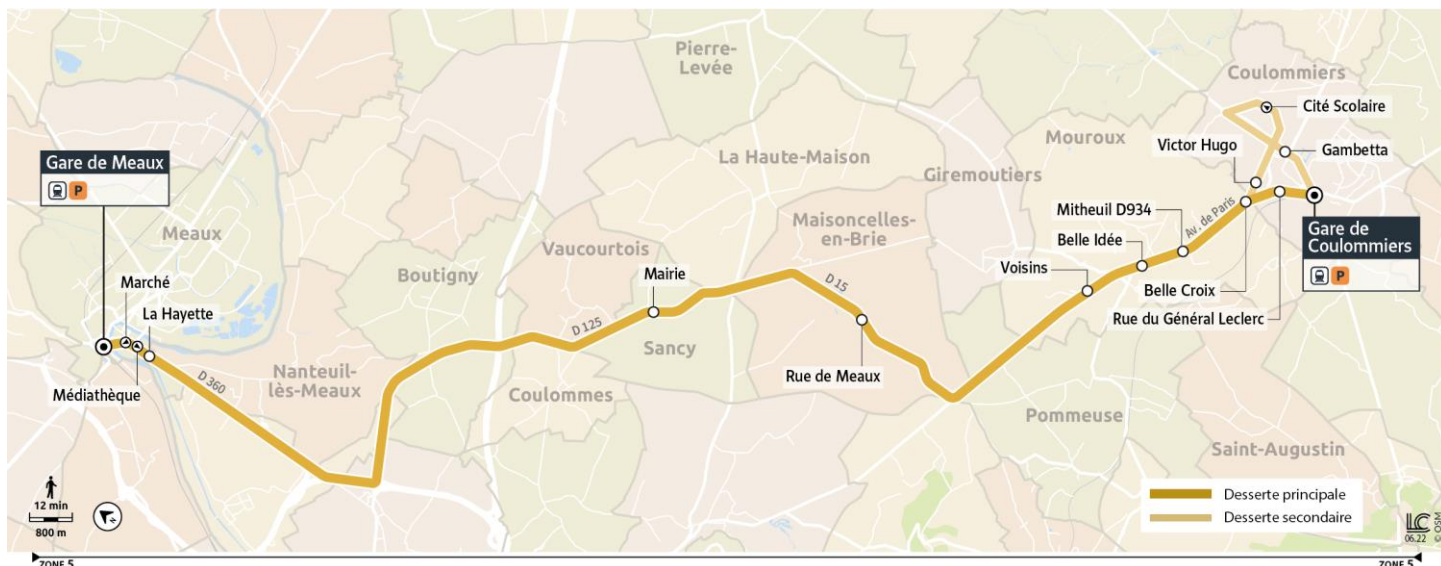 Pierre-
Levée
Coulommiers
Cité Scolaire
Mouroux
Gambetta
Victor Hugo
La Haute-Maison
Giremoutiers
Gare de Meaux
P
Meaux
Maisoncelles-
en-Brie
Mitheuil D934
Av. de Paris
Gare de
Coulommiers
P
Vaucourtois
Belle Idée
Boutigny
Mairie
Voisins
Belle Croix
Marché
La Hayette
D 15
Rue du Général Leclerc
D 125
Sancy
Médiathèque
D 360
Nanteuil-
lès-Meaux
Rue de Meaux
Coulommes
Pommeuse
Saint-Augustin
12 min
800 m
Desserte principale
Desserte secondaire
LC
06.22
© OSM
ZONE 5
ZONE 5